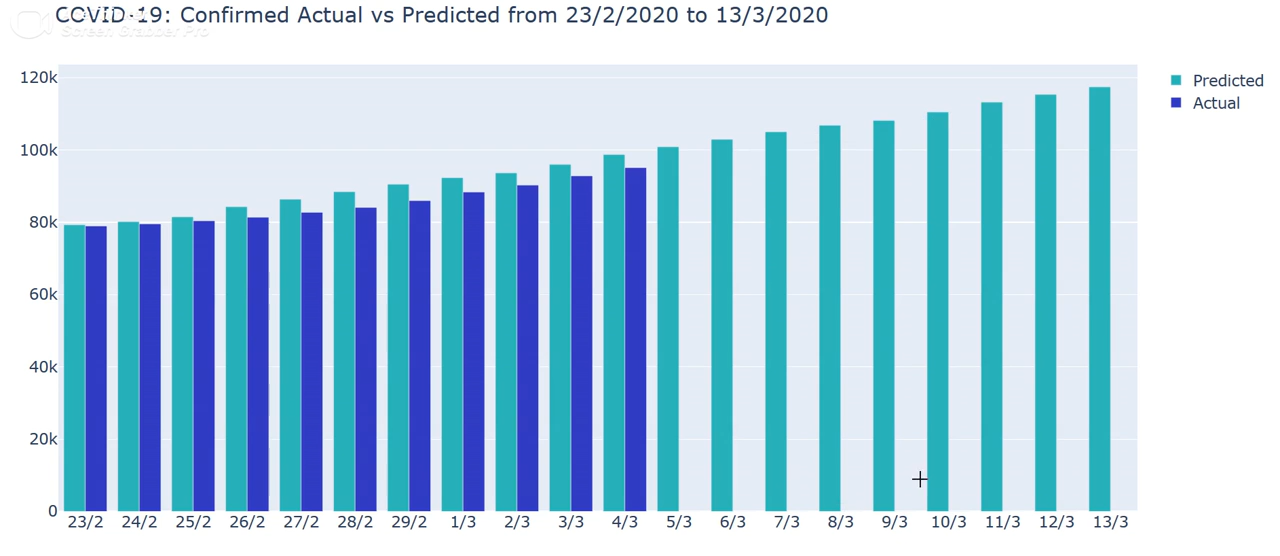 COVID-19: Confirmed Actual vs Predicted from 23/2/2020 to 13/3/2020
Screen Grabber Pro
120k
100k
80k
60k
40k
20k
0
23/2 24/2 25/2 26/2 27/2 28/2 29/2 1/3 2/3 3/3 4/3 5/3 6/3 7/3 8/3 9/3 10/3 11/3 12/3 13/3
Predicted
Actual